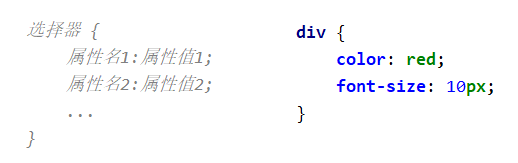 选择器 {
属性名1:属性值1;
属性名2:属性值2;
...
}
div {
color: red;
font-size: 10px;
}